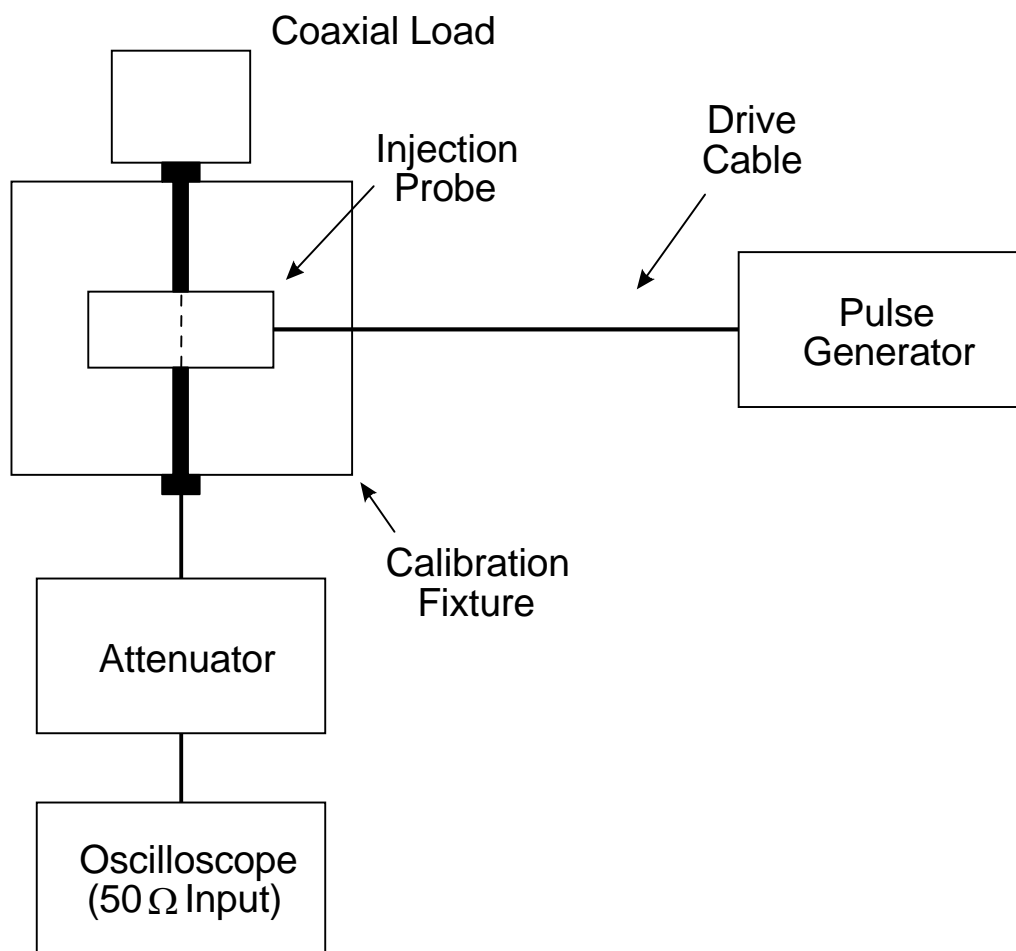 Coaxial Load
Injection
Probe
Drive
Cable
Pulse
Generator
Calibration
Fixture
Attenuator
Oscilloscope
(50 Ω Input)